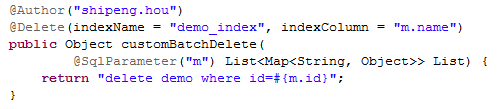 @Author("shipeng.hou")
@Delete(indexName = "demo_index", indexColumn = "m.name")
public Object customBatchDelete(
@SqlParameter("m") List<Map<String, Object>> List) {
return "delete demo where id=#{m.id}";
}